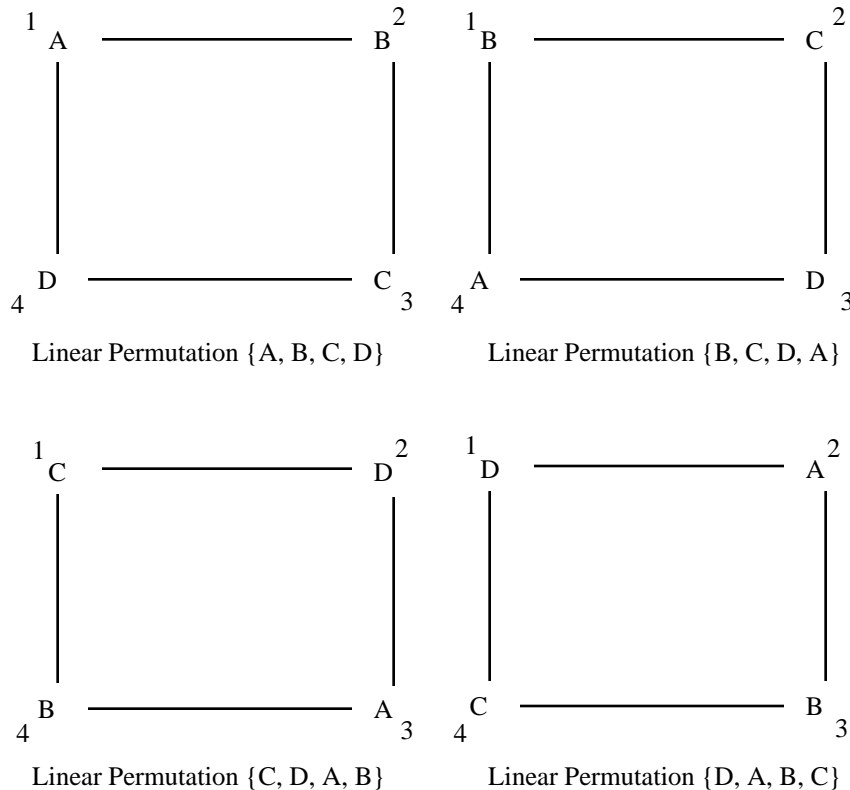 1 A B 2
4 D C 3
Linear Permutation {A, B, C, D}
1 B C 2
4 A D 3
Linear Permutation {B, C, D, A}
1 C D 2
4 B A 3
Linear Permutation {C, D, A, B}
1 D A 2
4 C B 3
Linear Permutation {D, A, B, C}